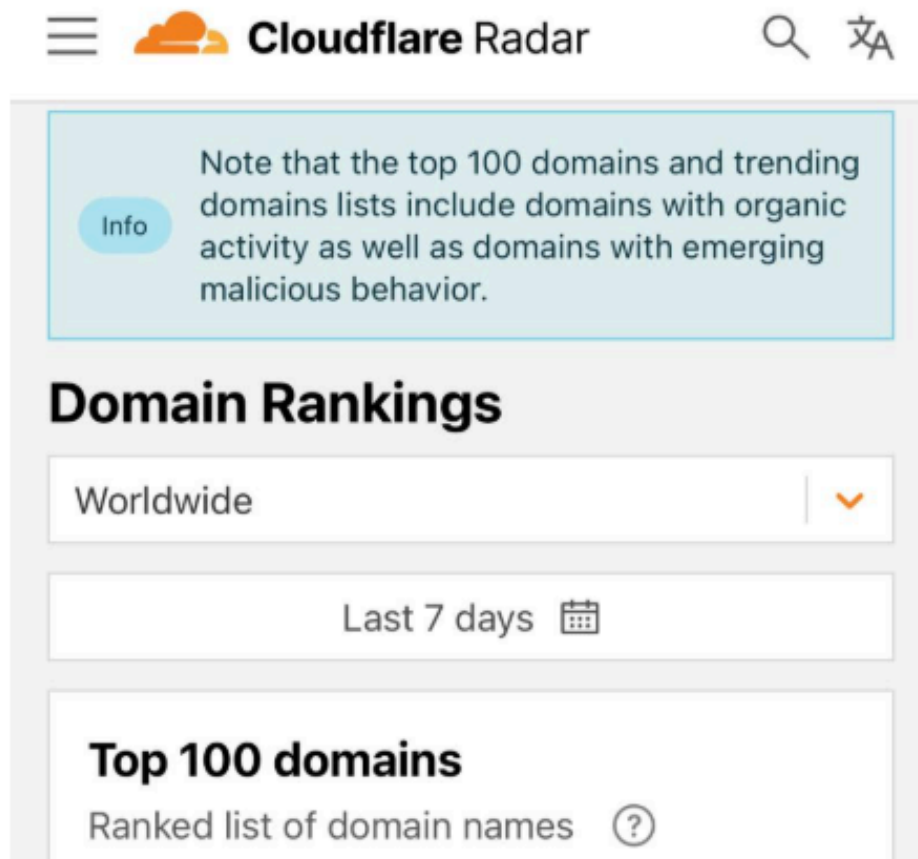 Cloudflare Radar
文A
Note that the top 100 domains and trending
domains lists include domains with organic
activity as well as domains with emerging
malicious behavior.
Info
Domain Rankings
Worldwide
Last 7 days
Top 100 domains
Ranked list of domain names ?